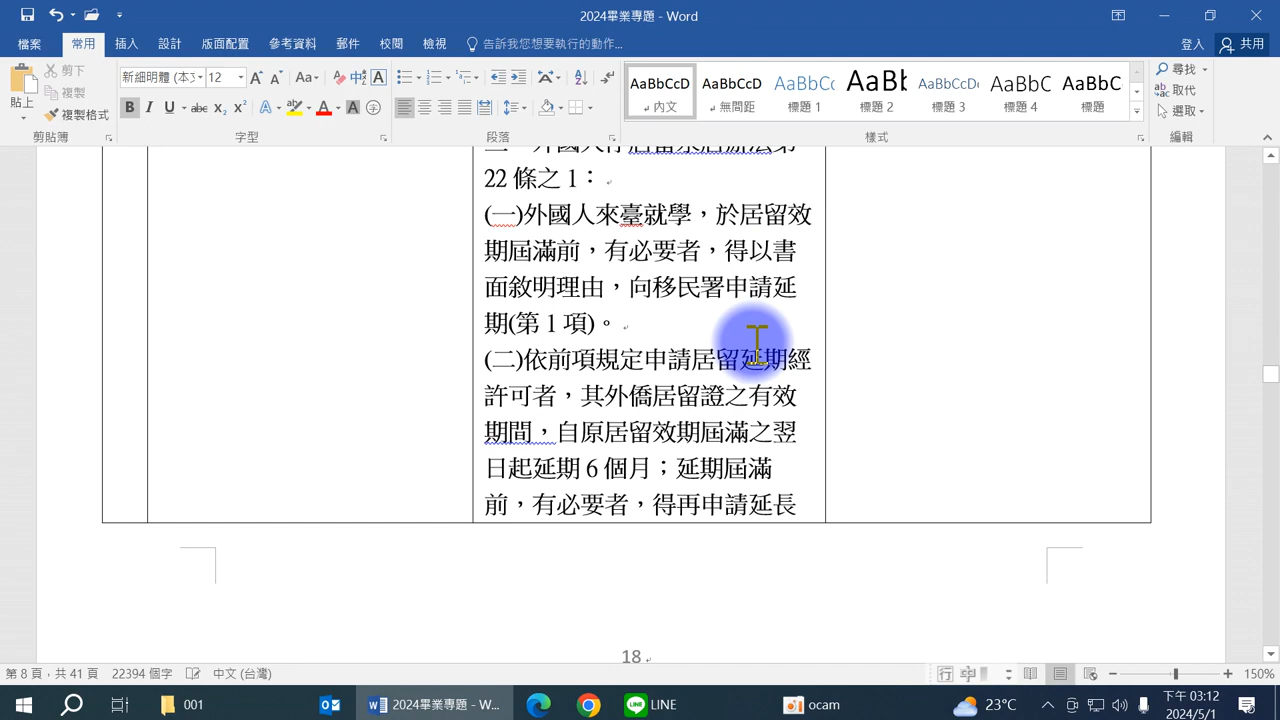 2024畢業專題 - Word
檔案 常用 插入 設計 版面配置 參考資料 郵件 校閱 檢視 告訴我您想要執行的動作... 登入 共用
貼上 剪下 複製 複製格式 剪貼簿
新細明體 (本文 12 字型
段落
AaBbCcD 內文 AaBbCcD 無間距 AaBbCc 標題 1 AaBb 標題 2 AaBbCcDc 標題 3 AaBbC 標題 4 AaBbC 標題 樣式
尋找 取代 選取 編輯
22 條之 1：
(一)外國人來臺就學，於居留效
期屆滿前，有必要者，得以書
面敘明理由，向移民署申請延
期(第 1 項)。
(二)依前項規定申請居留延期經
許可者，其外僑居留證之有效
期間，自原居留效期屆滿之翌
日起延期 6 個月；延期屆滿
前，有必要者，得再申請延長
18
第 8 頁，共 41 頁 22394 個字 中文 (台灣) 150%
001 2024畢業專題 - W... LINE ocam 23°C 下午 03:12
2024/5/1